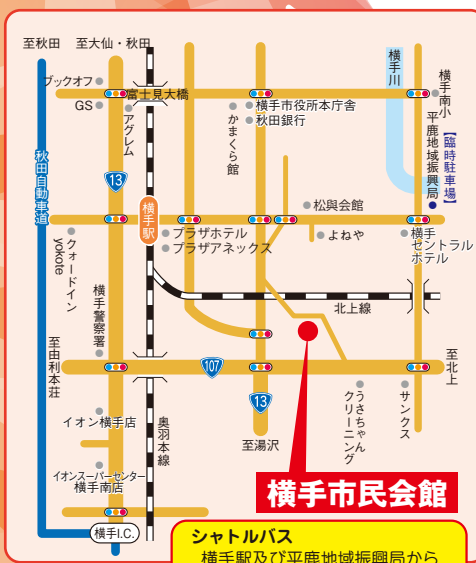 至秋田
至大仙・秋田
ブックオフ
GS
富士見大橋
アグレム
13
かまくら館
横手市役所本庁舎
秋田銀行
横手川
横手南小
平鹿地域振興局
【臨時駐車場】
秋田自動車道
横手駅
プラザホテル
プラザアネックス
松與会館
よねや
横手
セントラル
ホテル
クォードイン
yokote
横手警察署
北上線
至由利本荘
107
13
至北上
イオン横手店
奥羽本線
至湯沢
うさちゃん
クリーニング
サンクス
イオンスーパーセンター
横手南店
横手I.C.
横手市民会館
シャトルバス
横手駅及び平鹿地域振興局から